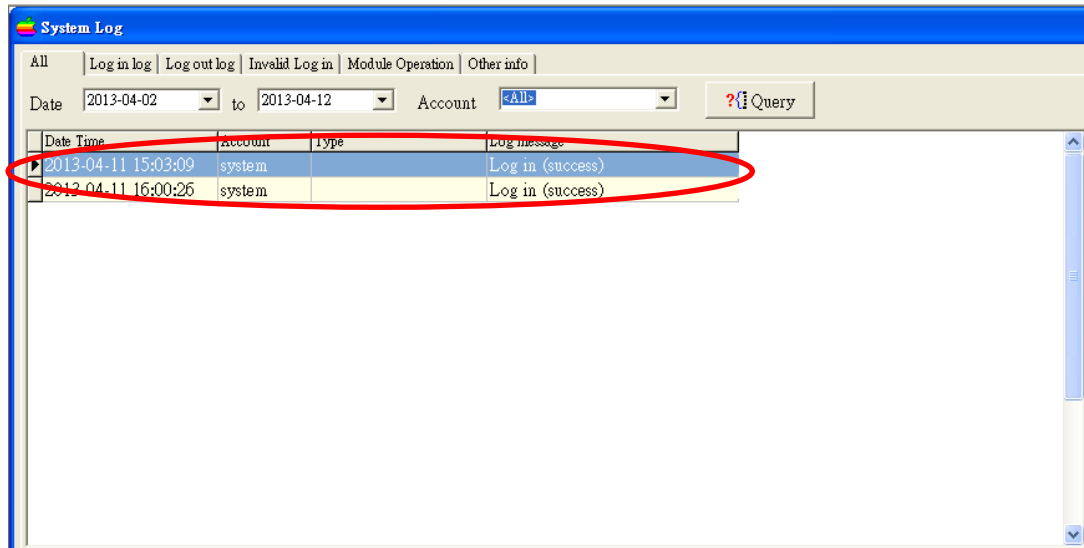 System Log
All Log in log Log out log Invalid Log in Module Operation Other info
Date 2013-04-02 to 2013-04-12 Account <All> ?{ Query
Date Time Account Type Log message
2013-04-11 15:03:09 system Log in (success)
2013-04-11 16:00:26 system Log in (success)